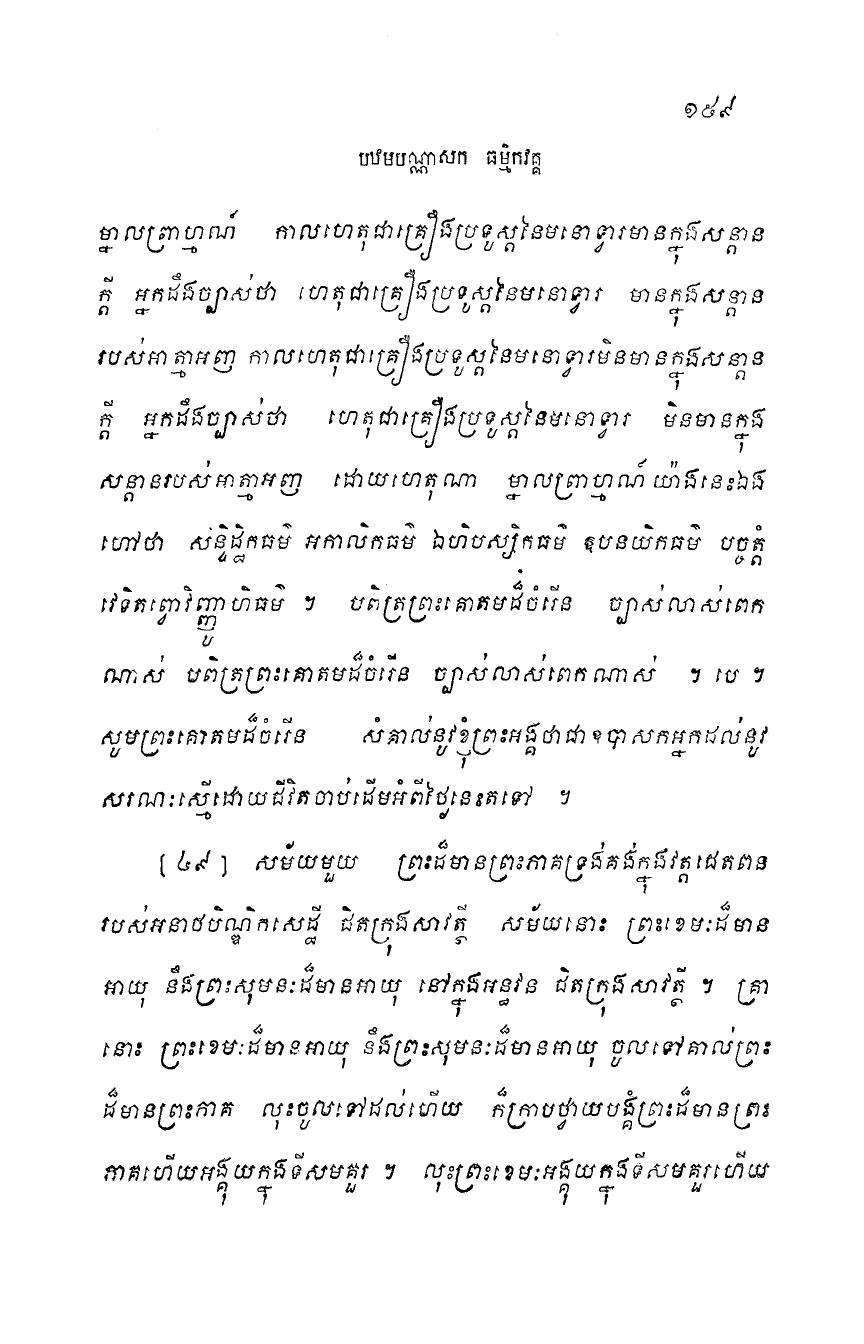 ១៥៩
បឋមបណ្ណាសក ធម្មិកវគ្គ
ម្នាលព្រាហ្មណ៍ កាលហេតុជាគ្រឿងប្រទូស្តនៃមនោទ្វារមានក្នុងសន្តាន
ក្តី អ្នកដឹងច្បាស់ថា ហេតុជាគ្រឿងប្រទូស្តនៃមនោទ្វារ មានក្នុងសន្តាន
របស់អាត្មាអញ កាលហេតុជាគ្រឿងប្រទូស្តនៃមនោទ្វារមិនមានក្នុងសន្តាន
ក្តី អ្នកដឹងច្បាស់ថា ហេតុជាគ្រឿងប្រទូស្តនៃមនោទ្វារ មិនមានក្នុង
សន្តានរបស់អាត្មាអញ ដោយហេតុណា ម្នាលព្រាហ្មណ៍ យ៉ាងនេះឯង
ហៅថា សន្ទិដ្ឋិកធម៌ អកាលិកធម៌ ឯហិបស្សិកធម៌ ឱបនយិកធម៌ បច្ចត្តំ
វេទិតព្វោវិញ្ញូហិធម៌ ។ បពិត្រព្រះគោតមដ៏ចំរើន ច្បាស់លាស់ពេក
ណាស់ បពិត្រព្រះគោតមដ៏ចំរើន ច្បាស់លាស់ពេកណាស់ ។ បេ ។
សូមព្រះគោតមដ៏ចំរើន សំគាល់នូវខ្ញុំព្រះអង្គថាជាឧបាសកអ្នកដល់នូវ
សរណៈស្មើដោយជីវិតចាប់ដើមអំពីថ្ងៃនេះតទៅ ។
[ ៤៩ ] សម័យមួយ ព្រះដ៏មានព្រះភាគទ្រង់គង់ក្នុងវត្តជេតពន
របស់អនាថបិណ្ឌិកសេដ្ឋី ជិតក្រុងសាវត្ថី សម័យនោះ ព្រះខេមៈដ៏មាន
អាយុ នឹងព្រះសុមនៈដ៏មានអាយុ នៅក្នុងអន្ធវន ជិតក្រុងសាវត្ថី ។ គ្រា
នោះ ព្រះខេមៈដ៏មានអាយុ នឹងព្រះសុមនៈដ៏មានអាយុ ចូលទៅគាល់ព្រះ
ដ៏មានព្រះភាគ លុះចូលទៅដល់ហើយ ក៏ក្រាបថ្វាយបង្គំព្រះដ៏មានព្រះ
ភាគហើយអង្គុយក្នុងទីសមគួរ ។ លុះព្រះខេមៈអង្គុយក្នុងទីសមគួរហើយ